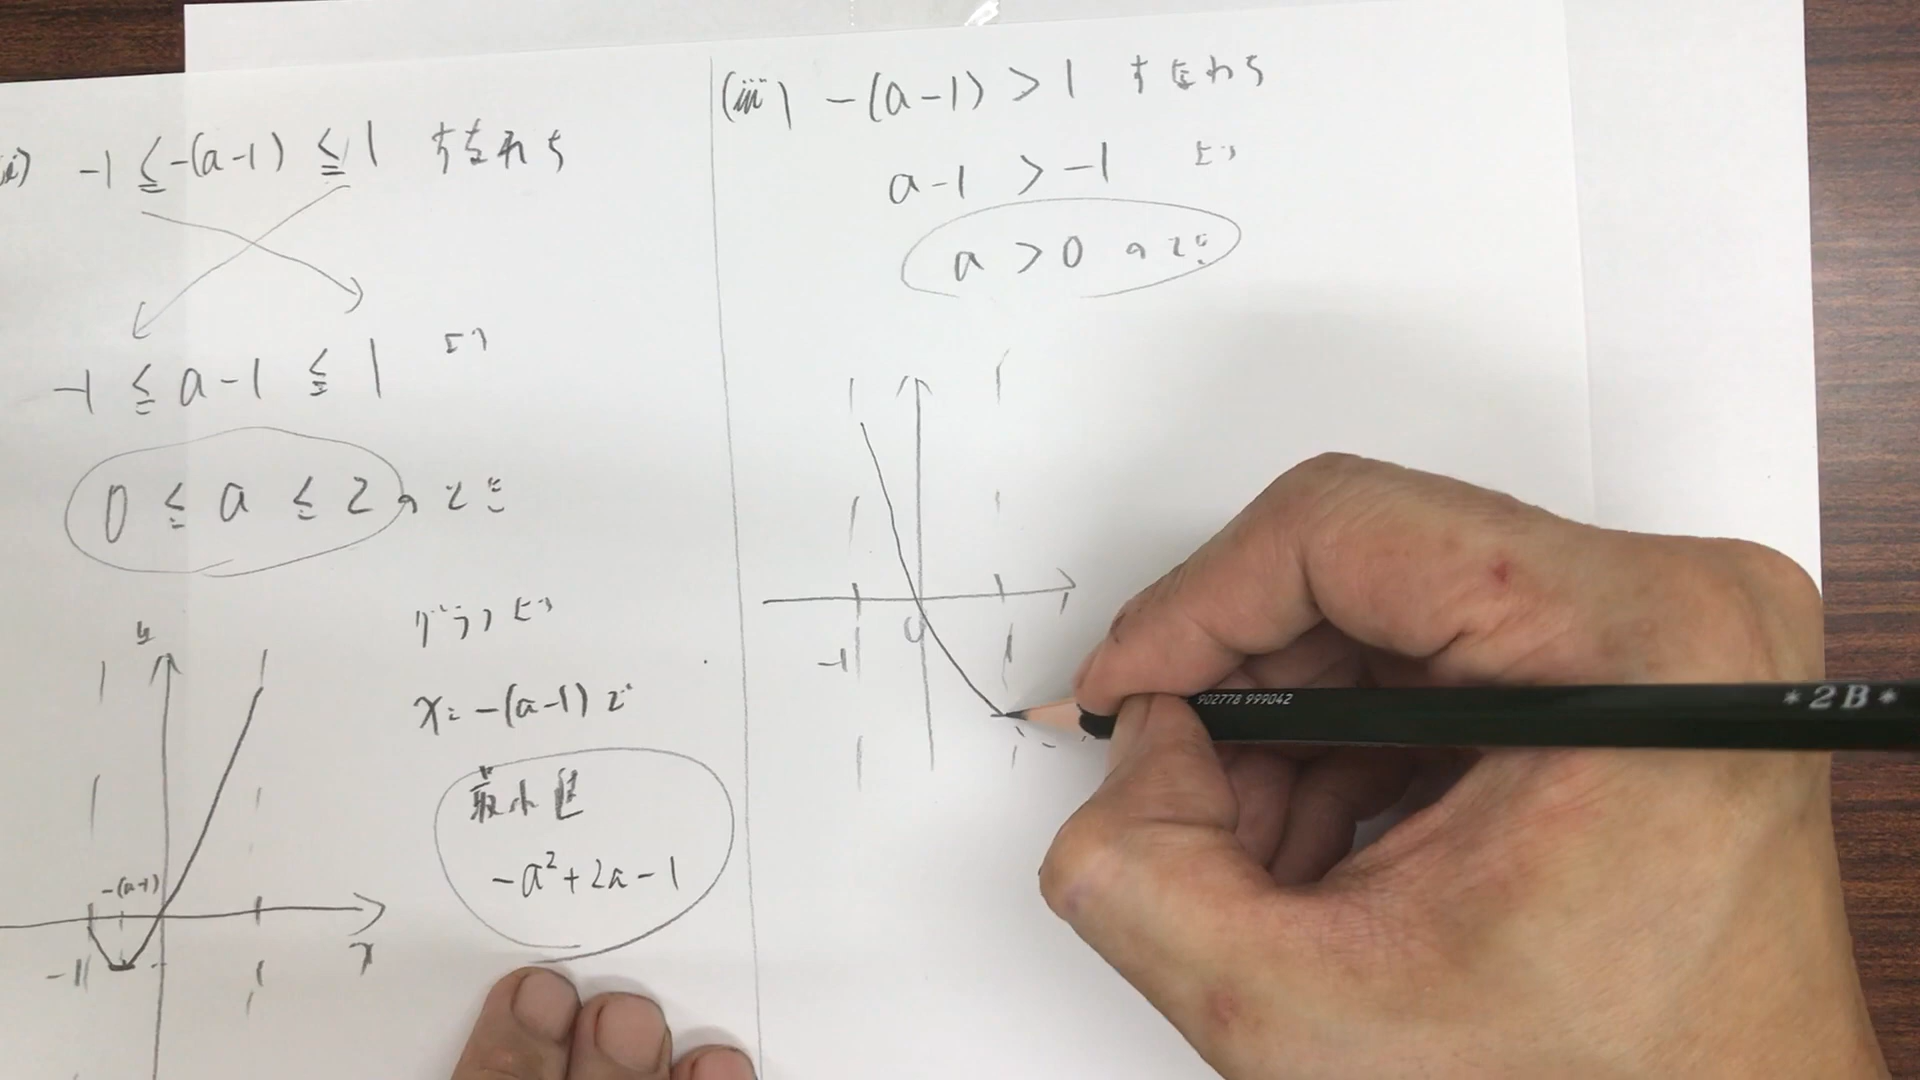 (ii) -1 ≦ -(a-1) ≦ 1 すなわち
-1 ≦ a-1 ≦ 1 より
0 ≦ a ≦ 2 のとき
グラフより
x = -(a-1) で
最小値
-a²+2a-1
y
-(a-1)
-1
1
x
(iii) -(a-1) > 1 すなわち
a-1 > -1 より
a > 0 のとき
0
-1
1
902778 999042
*2B*